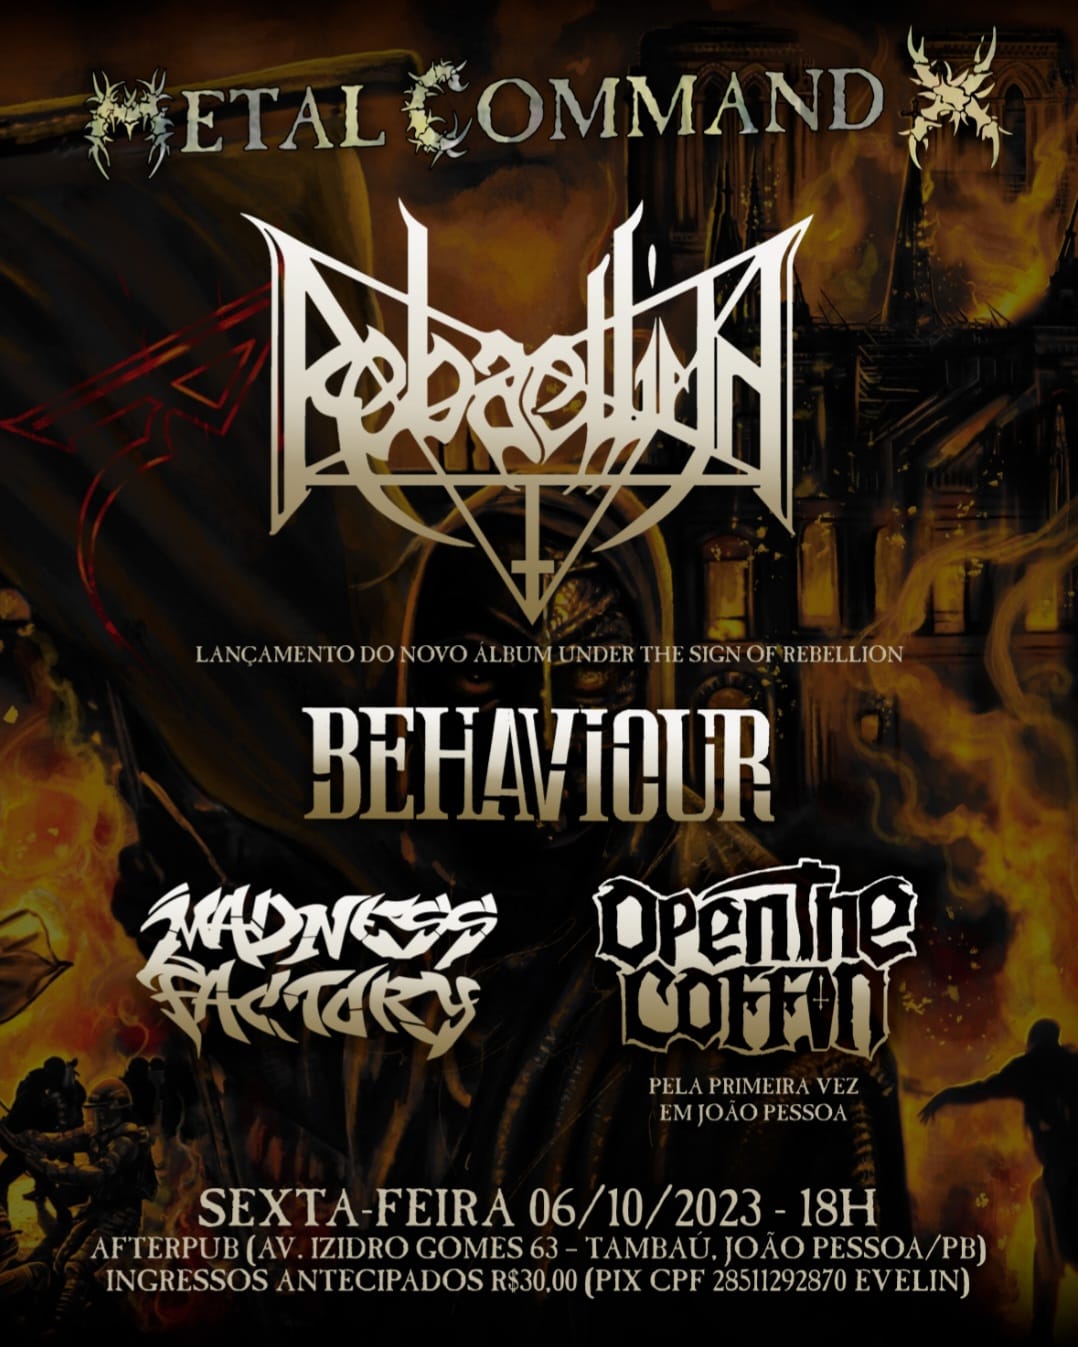 METAL COMMAND X
Rebaelliun
LANÇAMENTO DO NOVO ÁLBUM UNDER THE SIGN OF REBELLION
BEHAVIOUR
MADNESS
FACTORY
OPEN THE
COFFIN
PELA PRIMEIRA VEZ
EM JOÃO PESSOA
SEXTA-FEIRA 06/10/2023 - 18H
AFTERPUB (AV. IZIDRO GOMES 63 – TAMBAÚ, JOÃO PESSOA/PB)
INGRESSOS ANTECIPADOS R$30,00 (PIX CPF 28511292870 EVELIN)